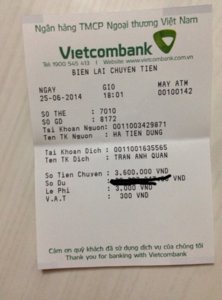 Ngân hàng TMCP Ngoại thương Việt Nam
Vietcombank
Tel. 1900 545 413 - Website: www.vietcombank.com.vn
BIEN LAI CHUYEN TIEN
NGAY GIO MAY ATM
25-06-2014 18:01 00100142
SO THE : 7010
SO GD : 8172
Tai Khoan Nguon: 0011003429871
Ten TK Nguon: HA TIEN DUNG
Tai Khoan Dich : 0011001635565
Ten TK Dich : TRAN ANH QUAN
So Tien Chuyen : 3.600.000 VND
So Du : VND
Le Phi : 3.000 VND
V.A.T : 300 VND
Cảm ơn quý khách đã sử dụng dịch vụ của chúng tôi
Thank you for banking with Vietcombank